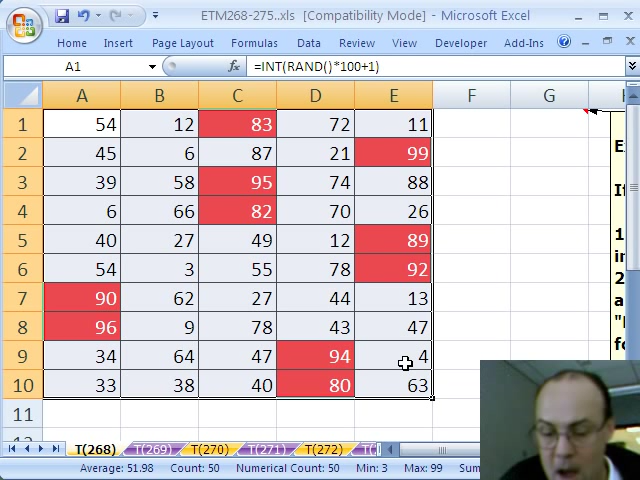 ETM268-275..xls [Compatibility Mode] - Microsoft Excel
Home Insert Page Layout Formulas Data Review View Developer Add-Ins
A1 fx =INT(RAND()*100+1)
A B C D E F G
1 54 12 83 72 11
2 45 6 87 21 99
3 39 58 95 74 88
4 6 66 82 70 26
5 40 27 49 12 89
6 54 3 55 78 92
7 90 62 27 44 13
8 96 9 78 43 47
9 34 64 47 94 4
10 33 38 40 80 63
11
T(268) T(269) T(270) T(271) T(272)
Average: 51.98 Count: 50 Numerical Count: 50 Min: 3 Max: 99